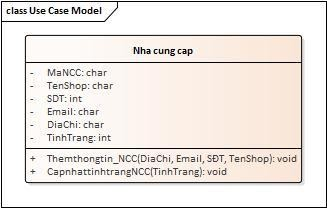 class Use Case Model
Nha cung cap
- MaNCC: char
- TenShop: char
- SDT: int
- Email: char
- DiaChi: char
- TinhTrang: int
+ Themthongtin_NCC(DiaChi, Email, SĐT, TenShop): void
+ CapnhattinhtrangNCC(TinhTrang): void